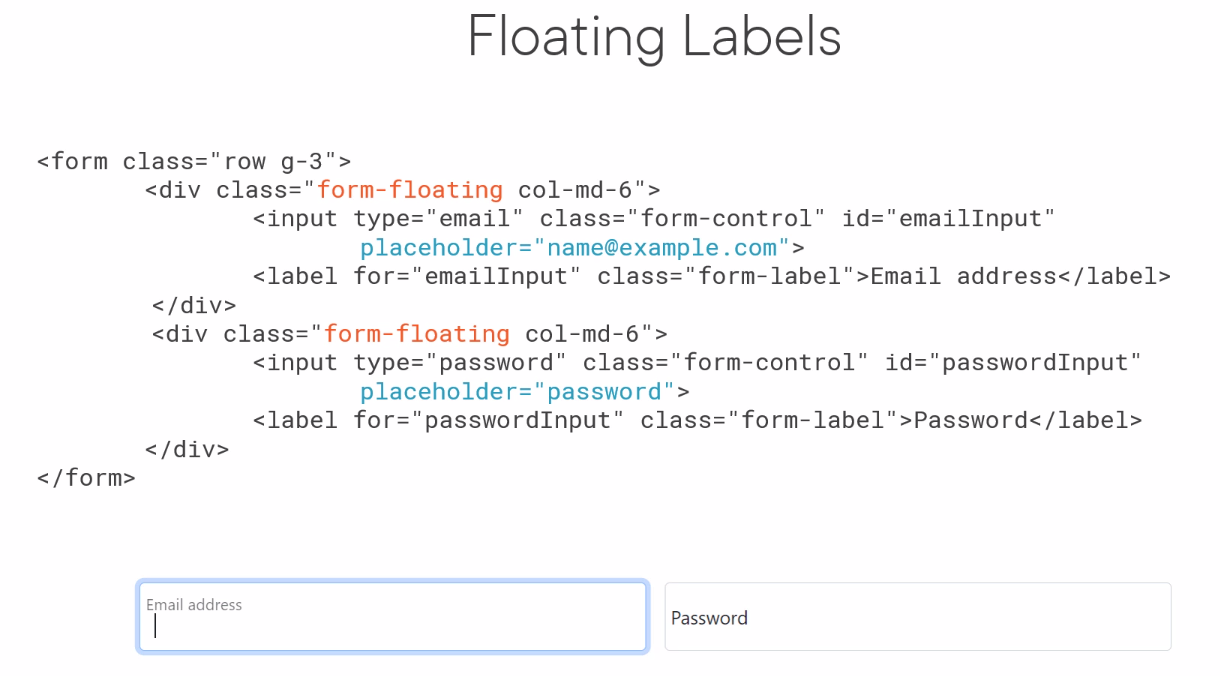 Floating Labels
<form class="row g-3">
<div class="form-floating col-md-6">
<input type="email" class="form-control" id="emailInput"
placeholder="name@example.com">
<label for="emailInput" class="form-label">Email address</label>
</div>
<div class="form-floating col-md-6">
<input type="password" class="form-control" id="passwordInput"
placeholder="password">
<label for="passwordInput" class="form-label">Password</label>
</div>
</form>
Email address
Password